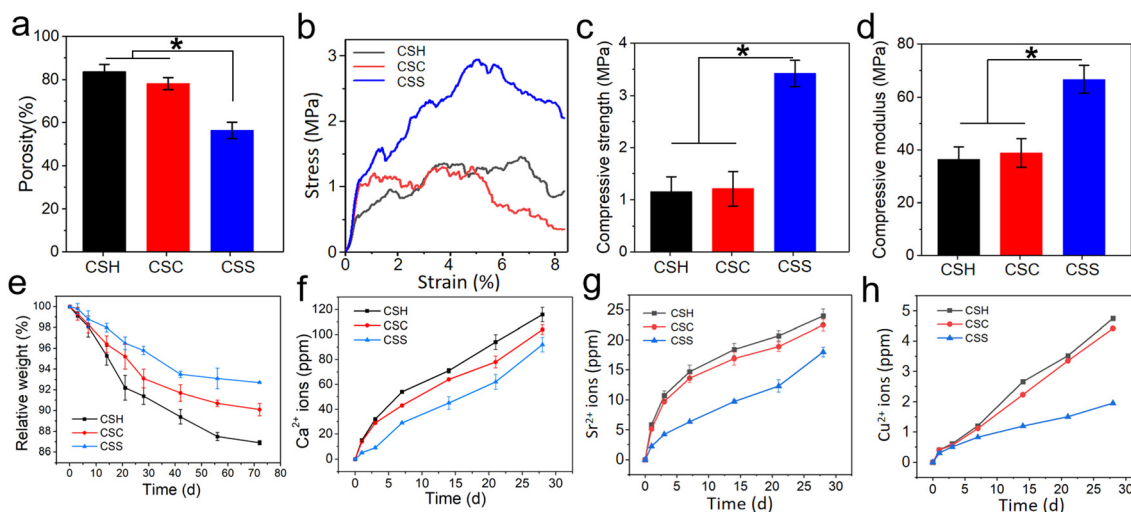 a
Porosity(%)
100
80
60
40
20
0
*
CSH
CSC
CSS
b
Stress (MPa)
3
2
1
0
CSH
CSC
CSS
0
2
4
6
8
Strain (%)
c
Compressive strength (MPa)
4
3
2
1
0
*
CSH
CSC
CSS
d
Compressive modulus (MPa)
80
60
40
20
0
*
CSH
CSC
CSS
e
Relative weight (%)
100
98
96
94
92
90
88
86
CSH
CSC
CSS
0
10
20
30
40
50
60
70
80
Time (d)
f
Ca2+ ions (ppm)
120
100
80
60
40
20
0
CSH
CSC
CSS
0
5
10
15
20
25
30
Time (d)
g
Sr2+ ions (ppm)
25
20
15
10
5
0
CSH
CSC
CSS
0
5
10
15
20
25
30
Time (d)
h
Cu2+ ions (ppm)
5
4
3
2
1
0
CSH
CSC
CSS
0
5
10
15
20
25
30
Time (d)